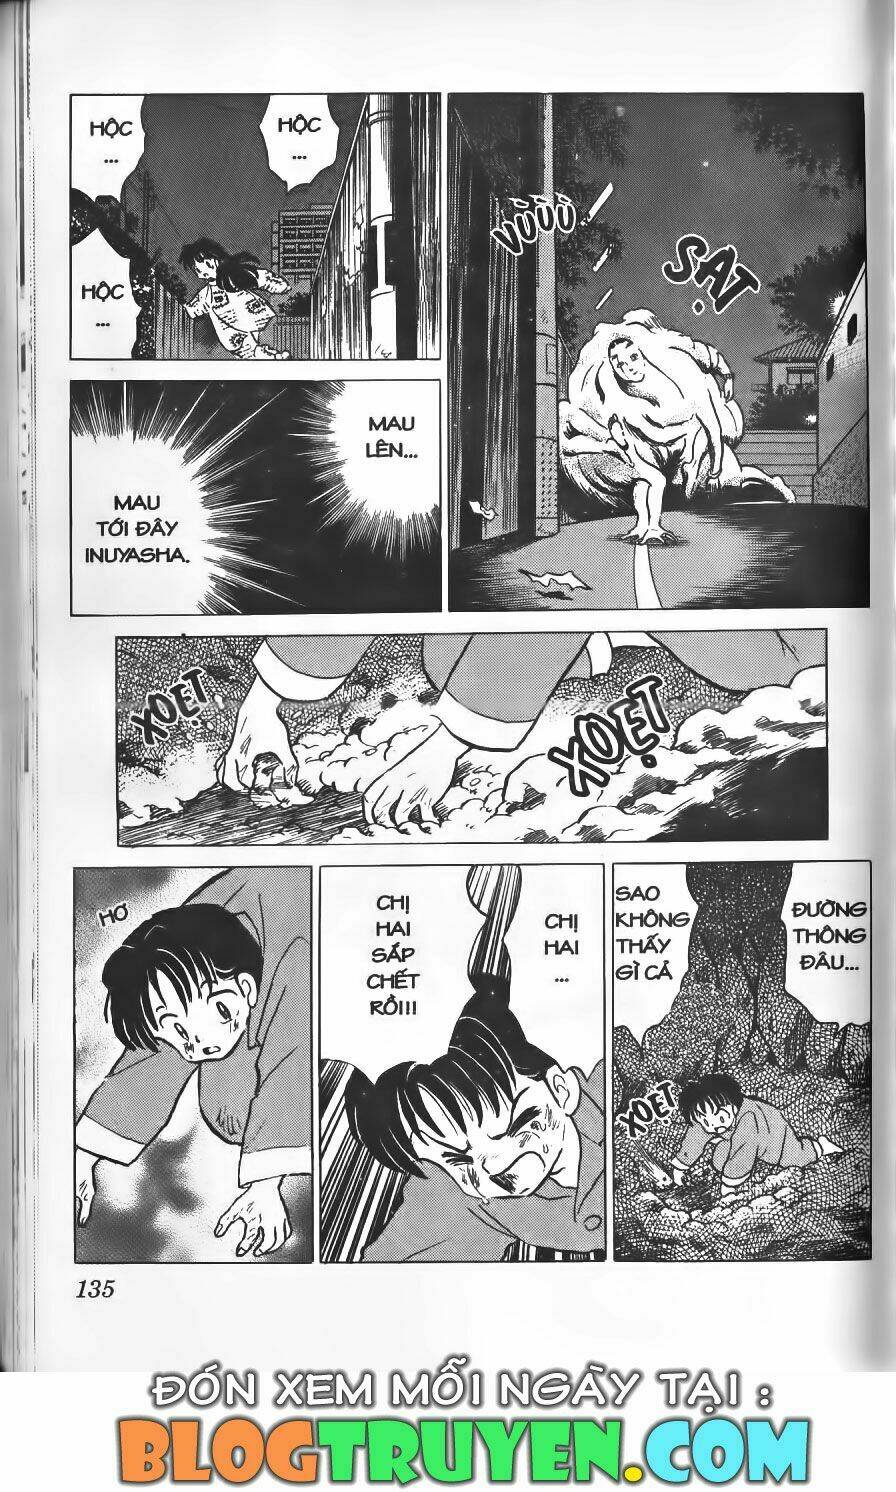 VÙÙÙ
SẠT
HỘC
...
HỘC
...
HỘC
...
MAU
LÊN...
MAU
TỚI ĐÂY
INUYASHA.
XOẸT
XOẸT
ĐƯỜNG
THÔNG
ĐÂU...
SAO
KHÔNG
THẤY
GÌ CẢ
XOẸT
CHỊ
HAI
...
CHỊ
HAI
SẮP
CHẾT
RỒI!!!
HƠ
135
ĐÓN XEM MỖI NGÀY TẠI :
BLOGTRUYEN.COM